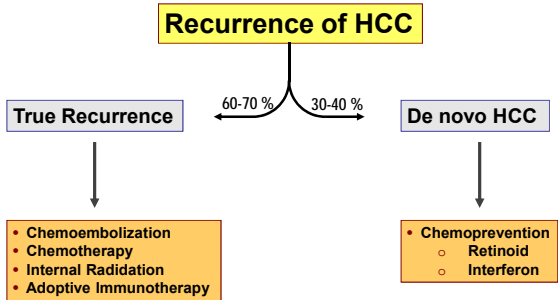 Recurrence of HCC
60-70 %
30-40 %
True Recurrence
De novo HCC
• Chemoembolization
• Chemotherapy
• Internal Radidation
• Adoptive Immunotherapy
• Chemoprevention
o Retinoid
o Interferon